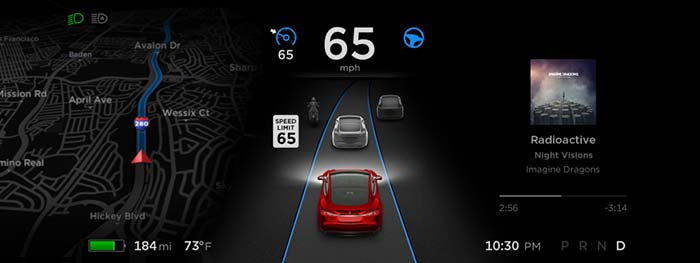 San Francisco
Baden
Avalon Dr
Sharp
Mission Rd
April Ave
Wessix Ct
280
mino Real
Sky
Hickey Blvd
184 mi
73°F
65
65
mph
SPEED
LIMIT
65
IMAGINE DRAGONS
Radioactive
Night Visions
Imagine Dragons
2:56
-3:14
10:30 PM
P R N D